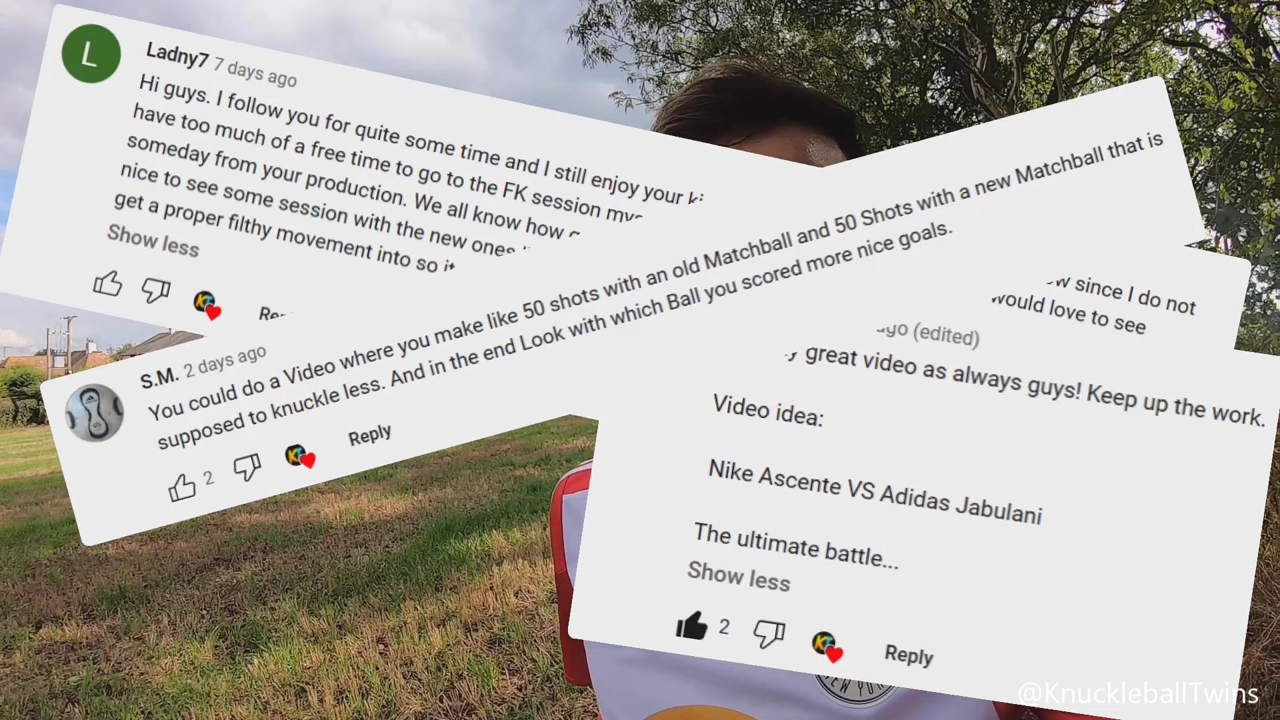 Ladny7 7 days ago
Hi guys. I follow you for quite some time and I still enjoy your
have too much of a free time to go to the FK session
someday from your production. We all know how
nice to see some session with the new ones
get a proper filthy movement into so it
Show less
S.M. 2 days ago
You could do a Video where you make like 50 shots with an old Matchball and 50 Shots with a new Matchball that is
supposed to knuckle less. And in the end Look with which Ball you scored more nice goals.
2 Reply
since I do not
would love to see
(edited)
great video as always guys! Keep up the work.
Video idea:
Nike Ascente VS Adidas Jabulani
The ultimate battle...
Show less
2 Reply
NEW YORK
@KnuckleballTwins